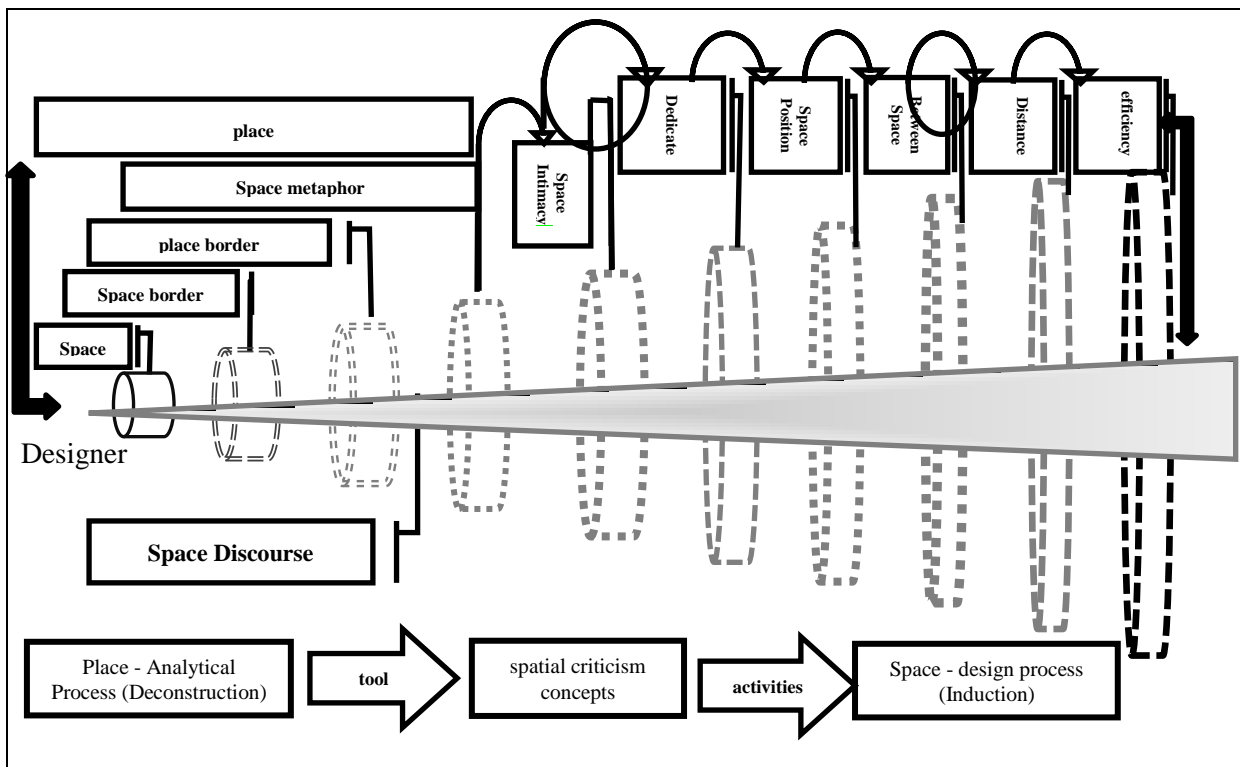 place
Space metaphor
place border
Space border
Space
Designer
Space
Intimacy
Dedicate
Space
Position
Between
Space
Distance
efficiency
Space Discourse
Place - Analytical
Process (Deconstruction)
tool
spatial criticism
concepts
activities
Space - design process
(Induction)